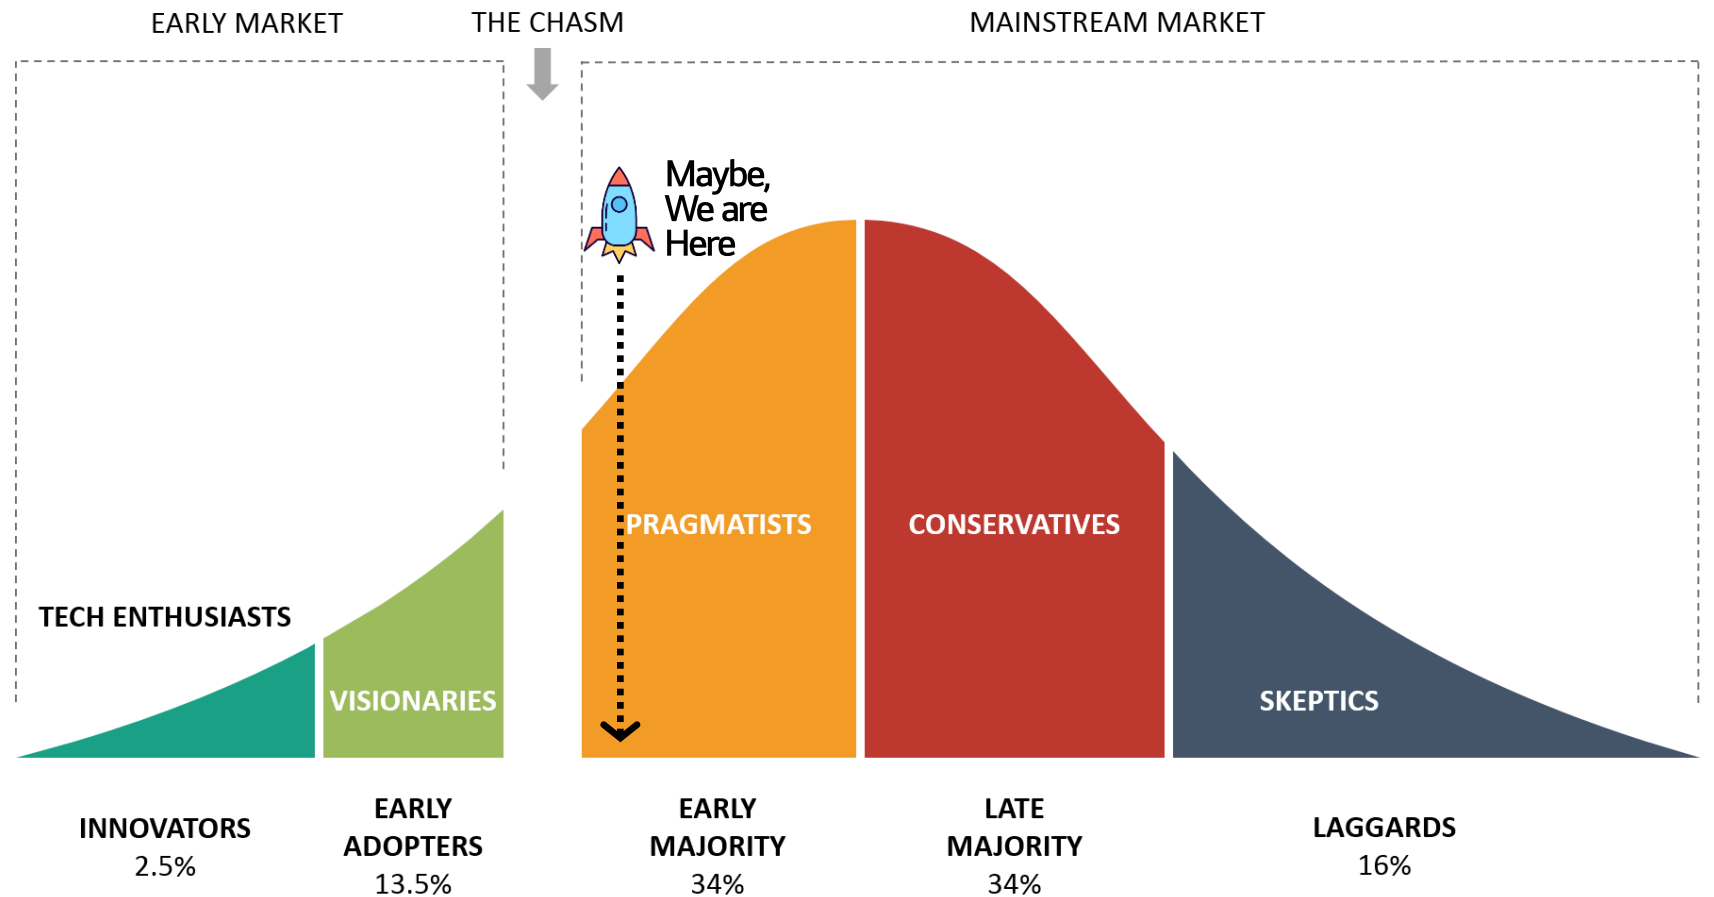 EARLY MARKET
THE CHASM
MAINSTREAM MARKET
Maybe,
We are
Here
PRAGMATISTS
CONSERVATIVES
TECH ENTHUSIASTS
VISIONARIES
SKEPTICS
INNOVATORS
2.5%
EARLY
ADOPTERS
13.5%
EARLY
MAJORITY
34%
LATE
MAJORITY
34%
LAGGARDS
16%